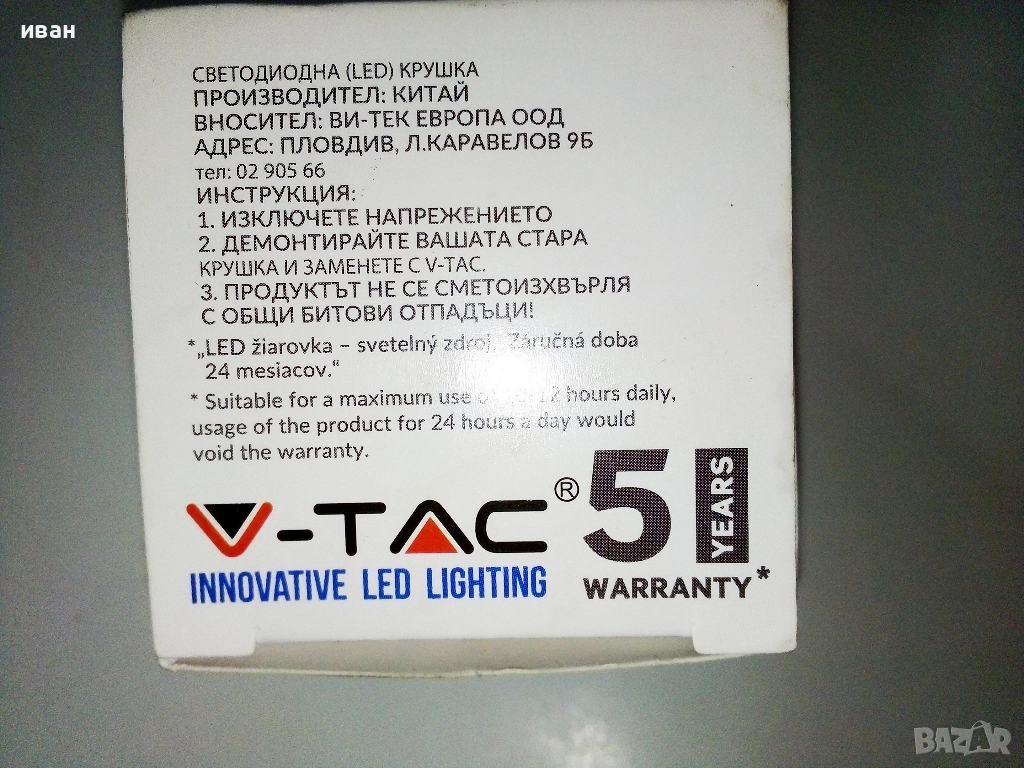 иван
СВЕТОДИОДНА (LED) КРУШКА
ПРОИЗВОДИТЕЛ: КИТАЙ
ВНОСИТЕЛ: ВИ-ТЕК ЕВРОПА ООД
АДРЕС: ПЛОВДИВ, Л.КАРАВЕЛОВ 9Б
тел: 02 905 66
ИНСТРУКЦИЯ:
1. ИЗКЛЮЧЕТЕ НАПРЕЖЕНИЕТО
2. ДЕМОНТИРАЙТЕ ВАШАТА СТАРА
КРУШКА И ЗАМЕНЕТЕ С V-TAC.
3. ПРОДУКТЪТ НЕ СЕ СМЕТОИЗХВЪРЛЯ
С ОБЩИ БИТОВИ ОТПАДЪЦИ!
*„LED žiarovka – svetelný zdroj. Záručná doba
24 mesiacov.“
* Suitable for a maximum use hours daily,
usage of the product for 24 hours a day would
void the warranty.
V-TAC®
INNOVATIVE LED LIGHTING
5 YEARS
WARRANTY*
BAZAR